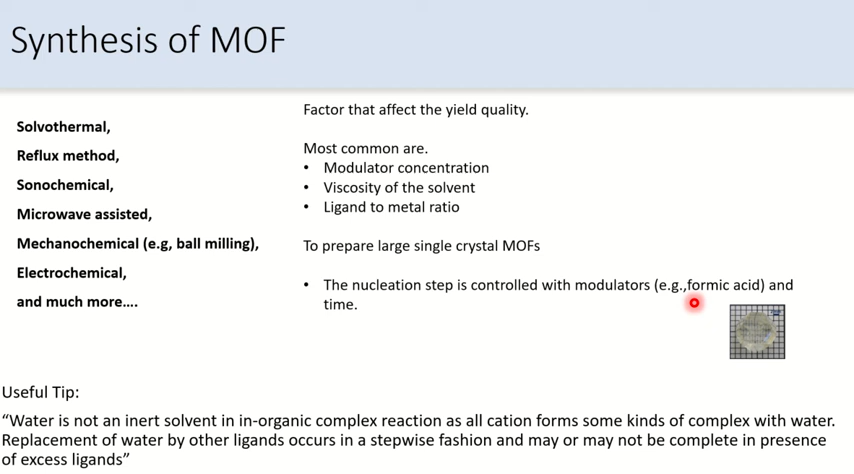 Synthesis of MOF
Solvothermal,
Reflux method,
Sonochemical,
Microwave assisted,
Mechanochemical (e.g, ball milling),
Electrochemical,
and much more….
Factor that affect the yield quality.
Most common are.
• Modulator concentration
• Viscosity of the solvent
• Ligand to metal ratio
To prepare large single crystal MOFs
• The nucleation step is controlled with modulators (e.g.,formic acid) and
time.
Useful Tip:
“Water is not an inert solvent in in-organic complex reaction as all cation forms some kinds of complex with water.
Replacement of water by other ligands occurs in a stepwise fashion and may or may not be complete in presence
of excess ligands”